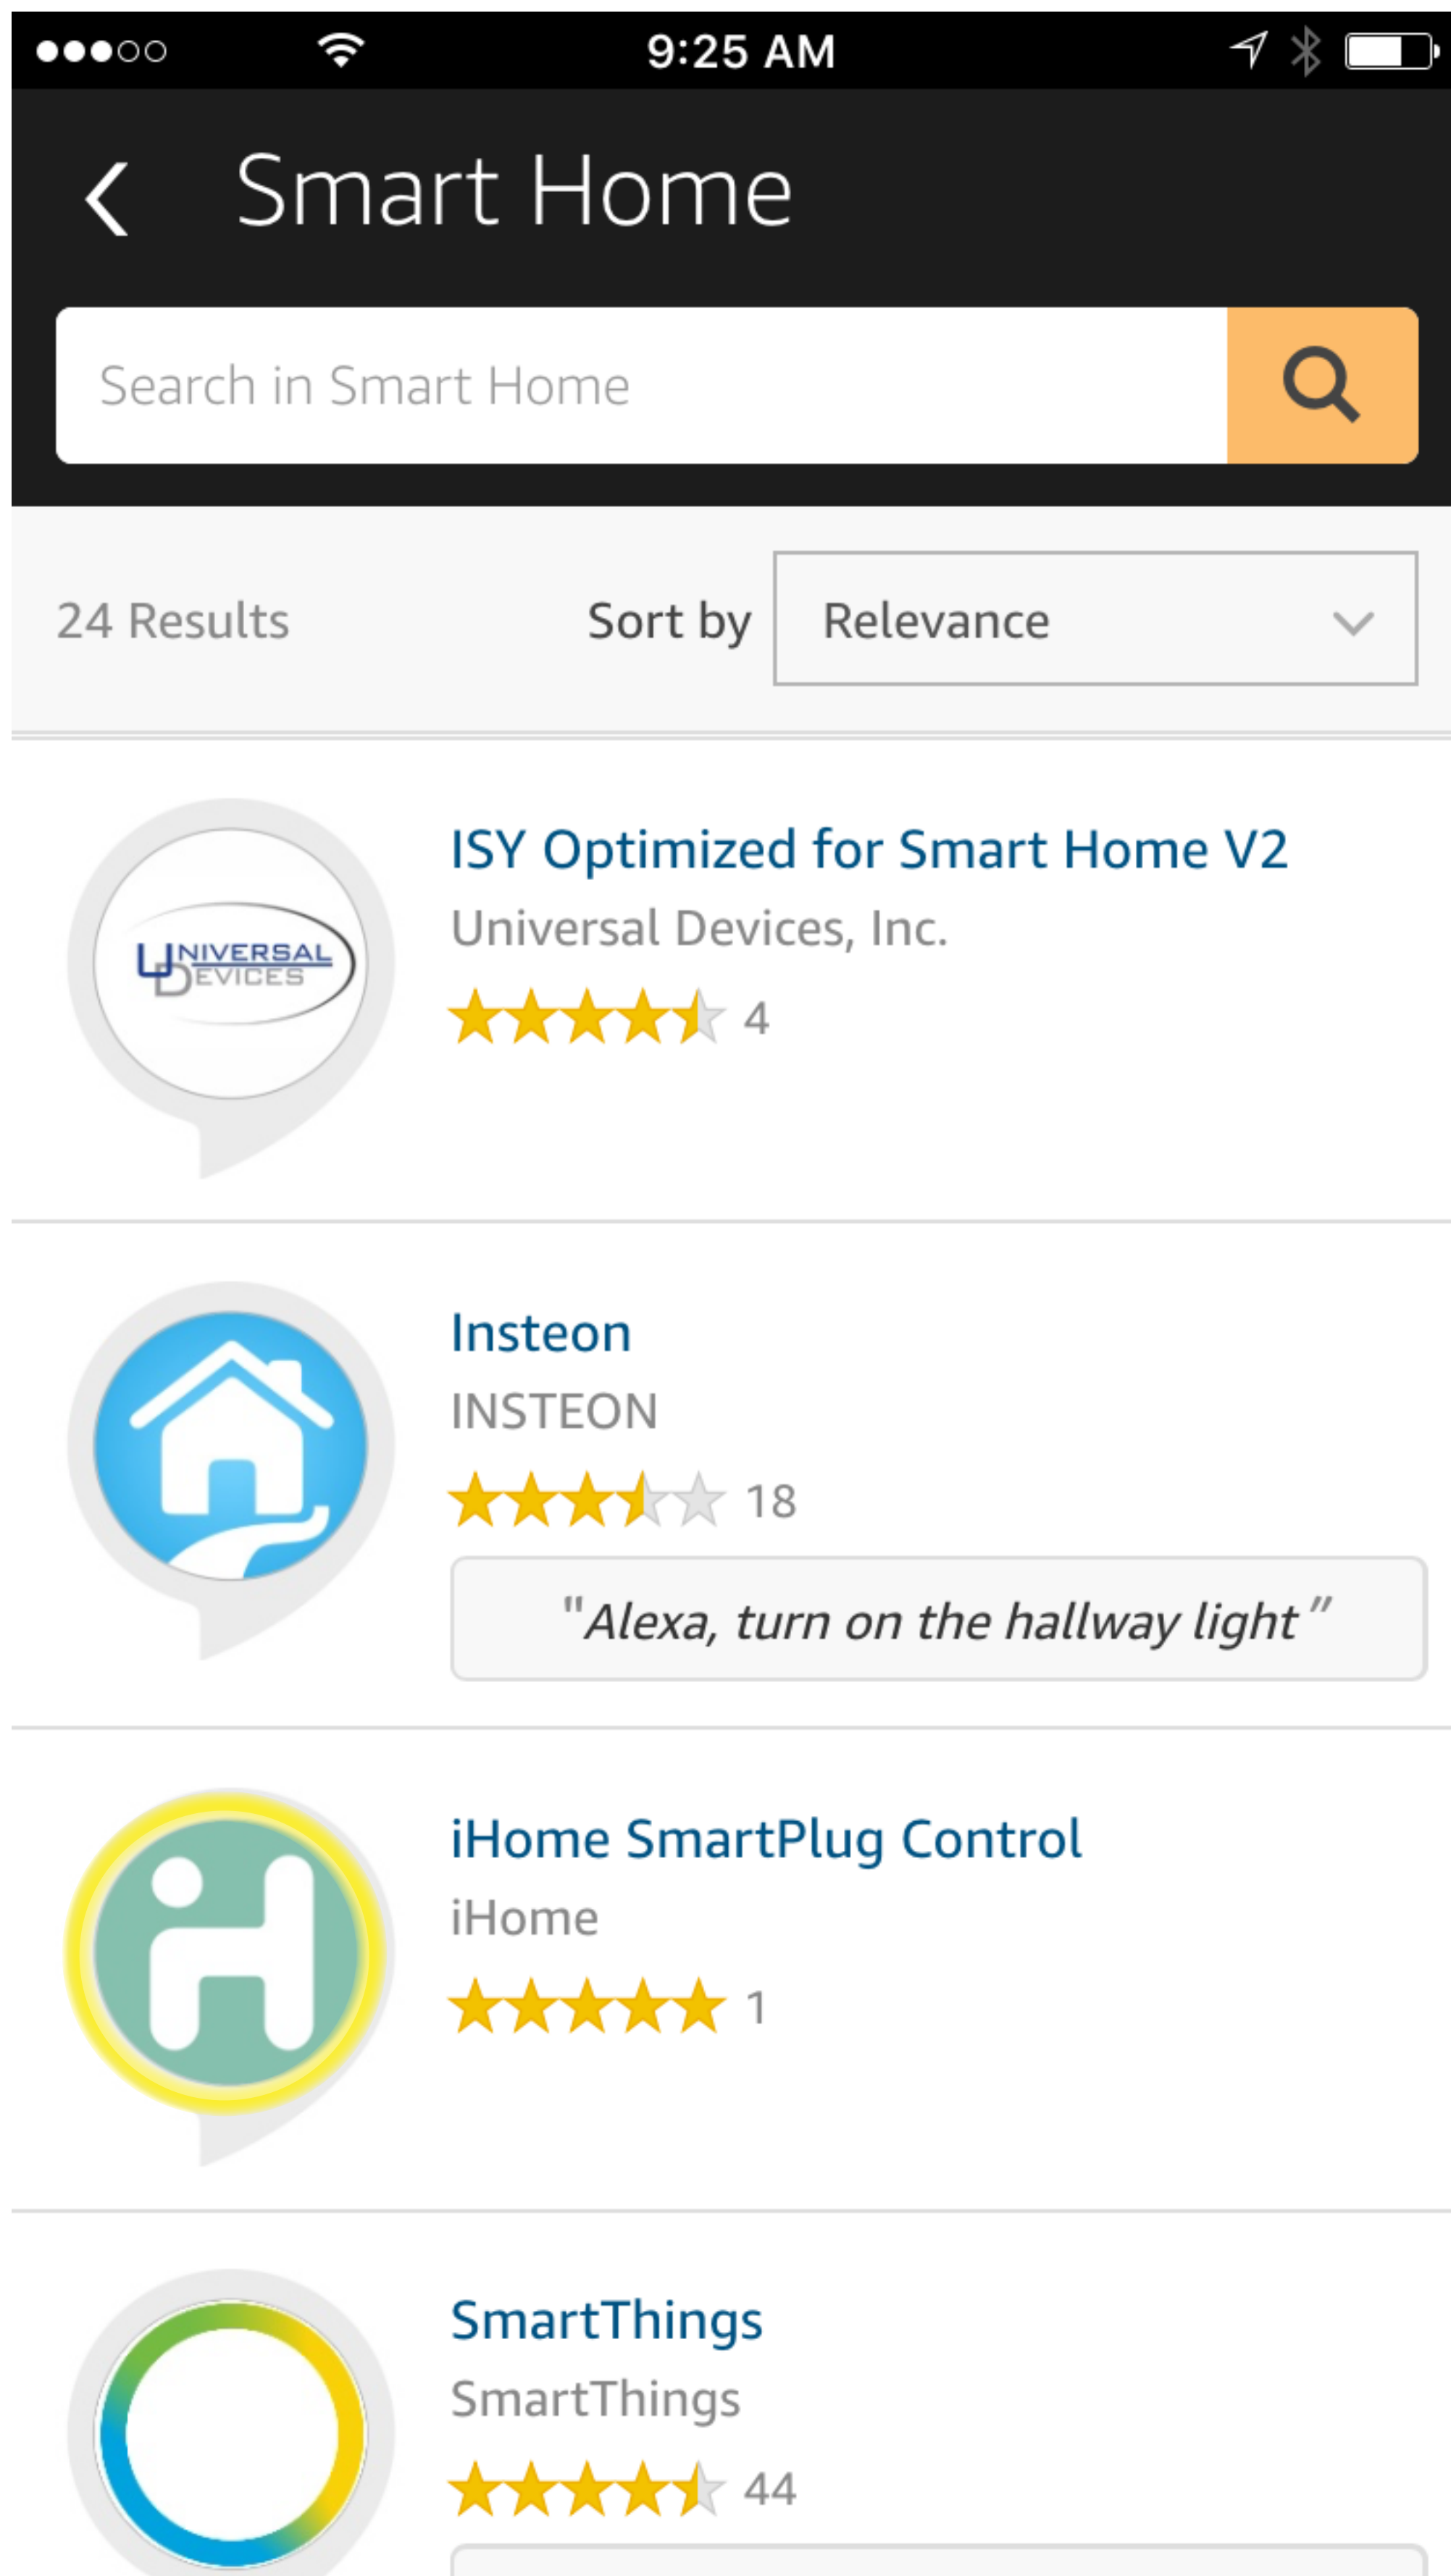 9:25 AM
Smart Home
Search in Smart Home
24 Results
Sort by
Relevance
ISY Optimized for Smart Home V2
UNIVERSAL
DEVICES
Universal Devices, Inc.
4
Insteon
INSTEON
18
"Alexa, turn on the hallway light"
iHome SmartPlug Control
iH
iHome
1
SmartThings
SmartThings
44